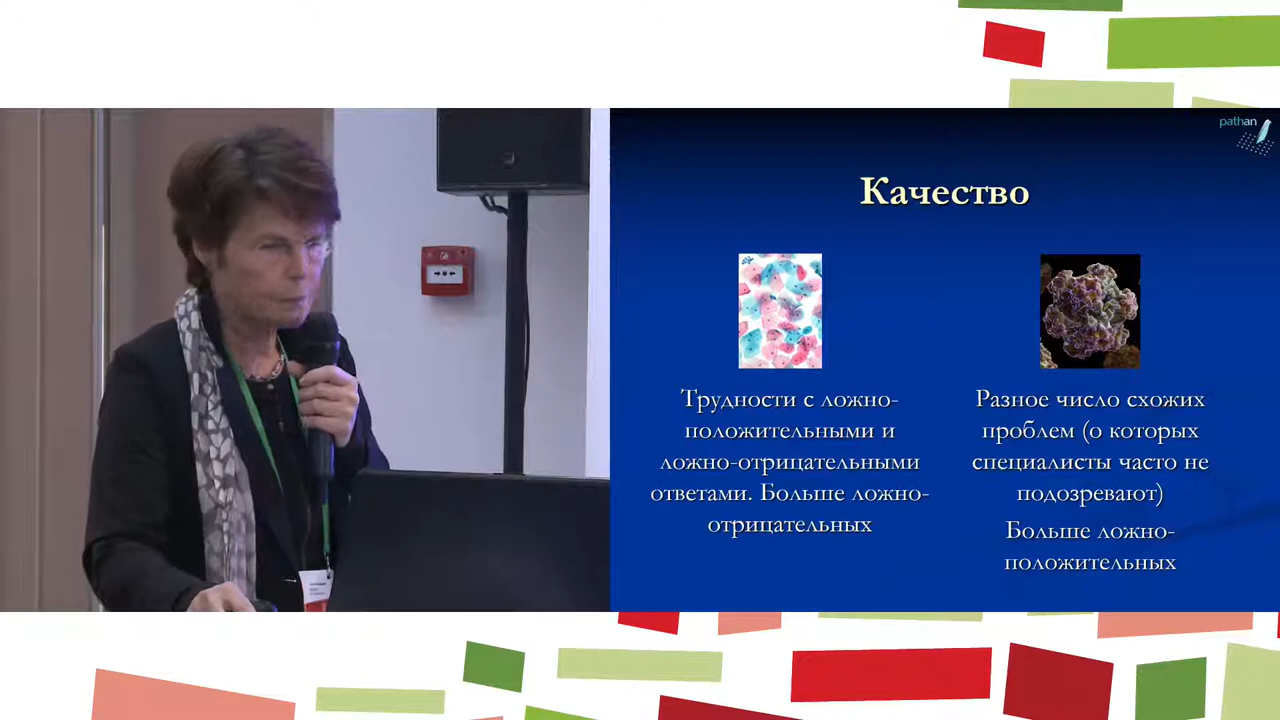 pathan
Качество
Трудности с ложно-
положительными и
ложно-отрицательными
ответами. Больше ложно-
отрицательных
Разное число схожих
проблем (о которых
специалисты часто не
подозревают)
Больше ложно-
положительных